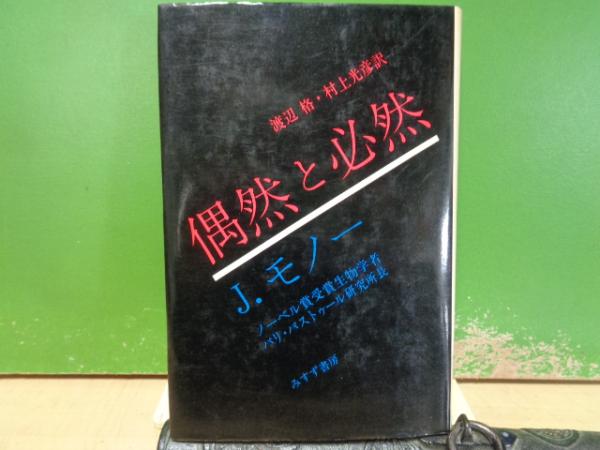 渡辺 格・村上光彦訳
偶然と必然
J. モノー
ノーベル賞受賞生物学者
パリ・パストゥール研究所長
みすず書房